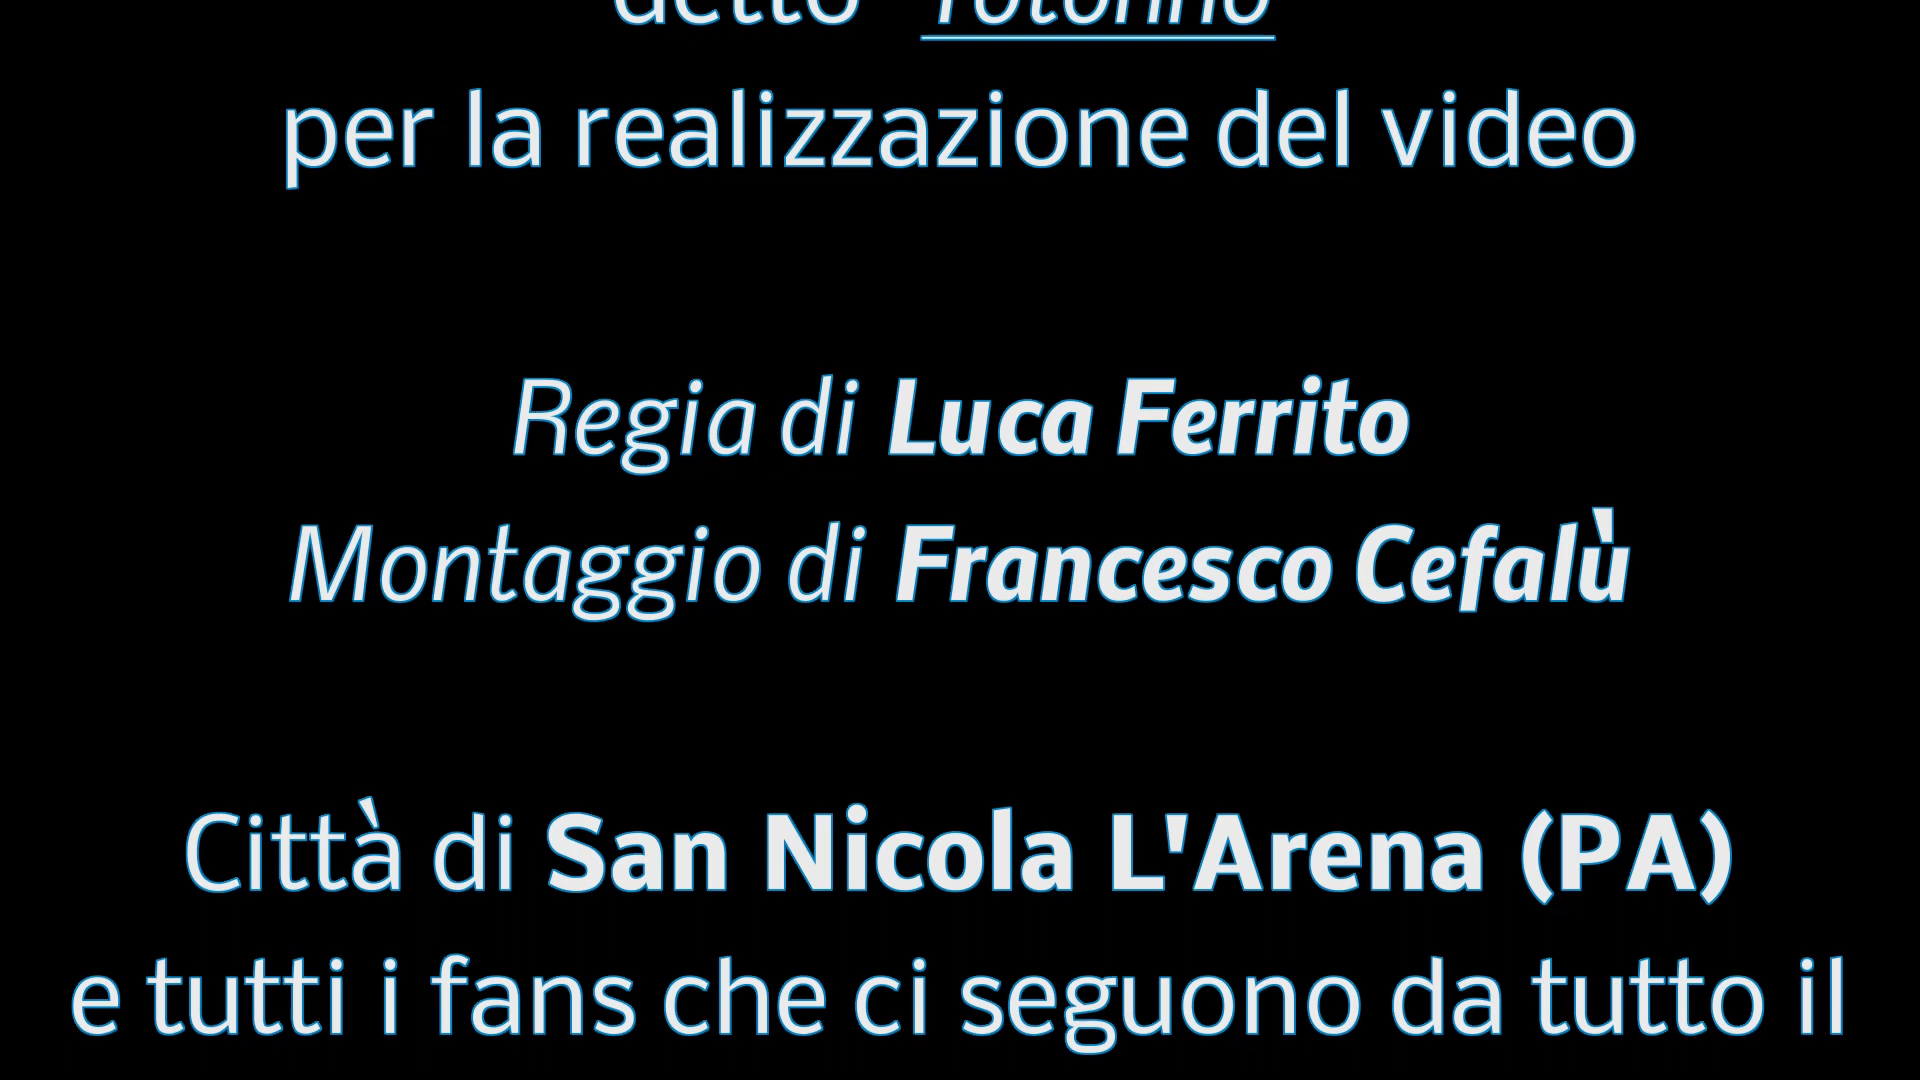 detto
per la realizzazione del video
Regia di Luca Ferrito
Montaggio di Francesco Cefalù
Città di San Nicola L'Arena (PA)
e tutti i fans che ci seguono da tutto il